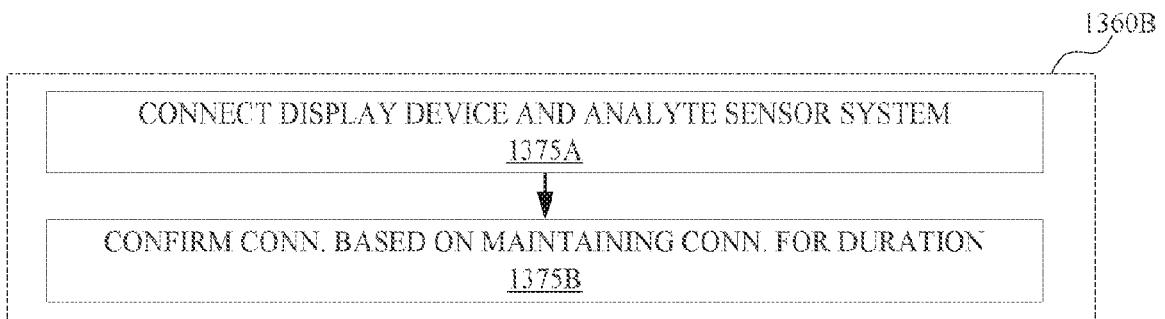 1360B
CONNECT DISPLAY DEVICE AND ANALYTE SENSOR SYSTEM
1375A
CONFIRM CONN. BASED ON MAINTAINING CONN. FOR DURATION
1375B